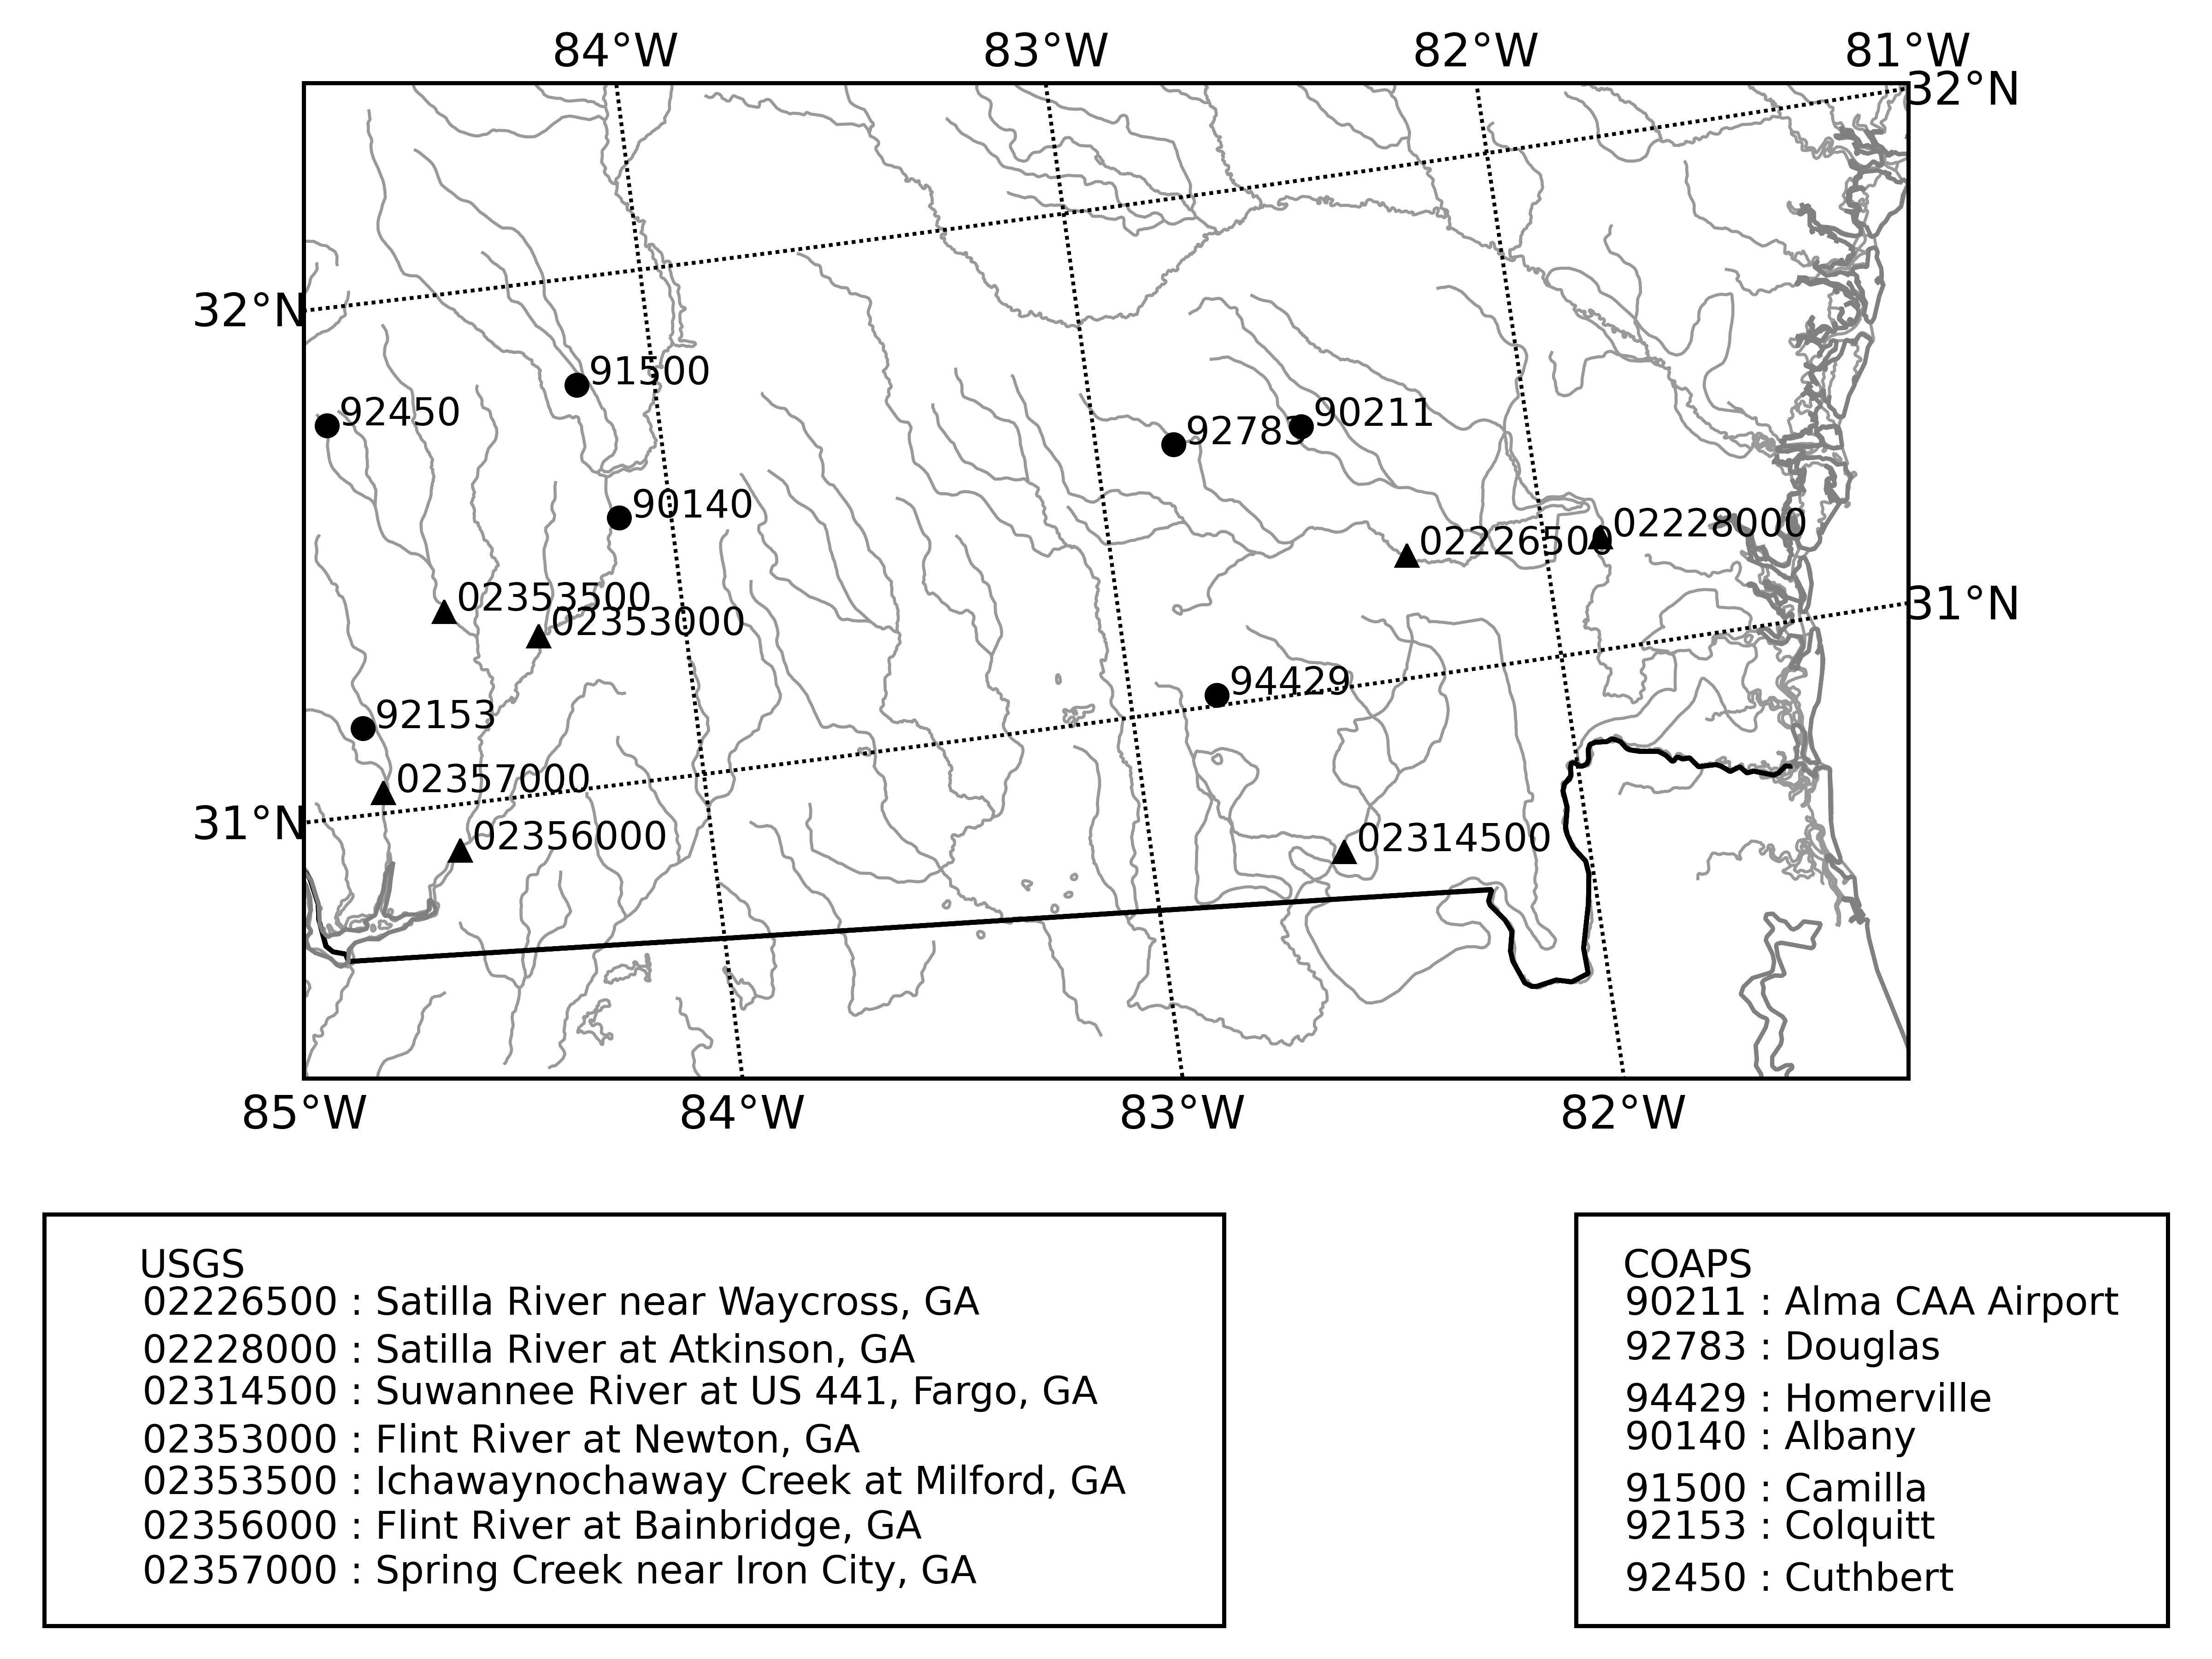 84°W 83°W 82°W 81°W
32°N
32°N
91500
92450
90211
92783
90140
02228000
02226500
02353500
02353000
31°N
94429
92153
02357000
31°N
02356000
02314500
85°W 84°W 83°W 82°W
USGS
02226500 : Satilla River near Waycross, GA
02228000 : Satilla River at Atkinson, GA
02314500 : Suwannee River at US 441, Fargo, GA
02353000 : Flint River at Newton, GA
02353500 : Ichawaynochaway Creek at Milford, GA
02356000 : Flint River at Bainbridge, GA
02357000 : Spring Creek near Iron City, GA
COAPS
90211 : Alma CAA Airport
92783 : Douglas
94429 : Homerville
90140 : Albany
91500 : Camilla
92153 : Colquitt
92450 : Cuthbert